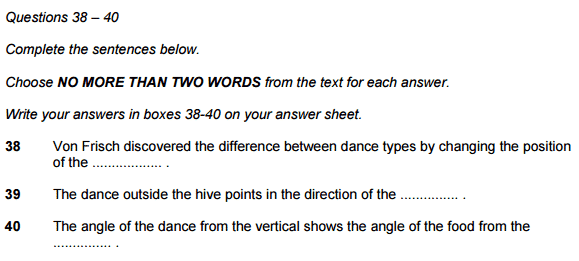 Questions 38 – 40
Complete the sentences below.
Choose NO MORE THAN TWO WORDS from the text for each answer.
Write your answers in boxes 38-40 on your answer sheet.
38 Von Frisch discovered the difference between dance types by changing the position
of the .................. .
39 The dance outside the hive points in the direction of the ............... .
40 The angle of the dance from the vertical shows the angle of the food from the
............... .